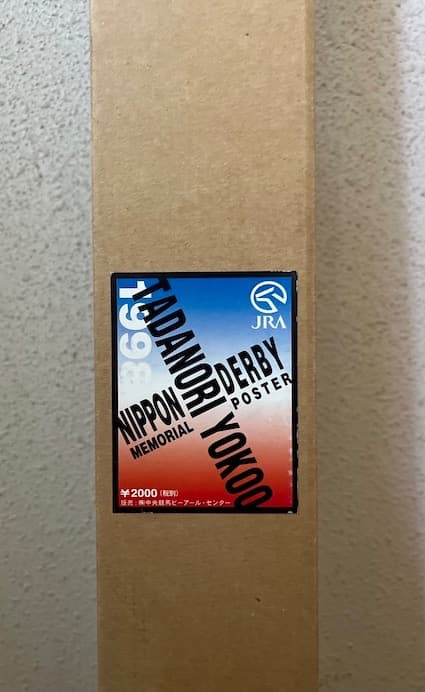 1998
JRA
TADANORI YOKOO
NIPPON DERBY
MEMORIAL POSTER
¥2000(税別)
販売:㈱中央競馬ピーアール・センター